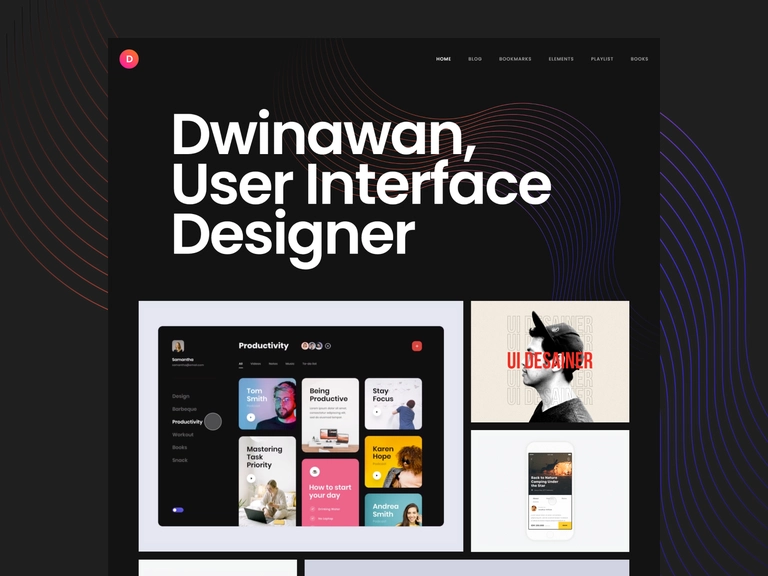 D
HOME BLOG BOOKMARKS ELEMENTS PLAYLIST BOOKS
Dwinawan,
User Interface
Designer
Samantha
Productivity
Design
Barbeque
Productivity
Workout
Books
Snack
Tom
Smith
Being
Productive
Stay
Focus
Mastering
Task
Priority
How to start
your day
Karen
Hope
Andrea
Smith
UI DESAINER
UI DESAINER
Back to Nature
Camping Under
the Star